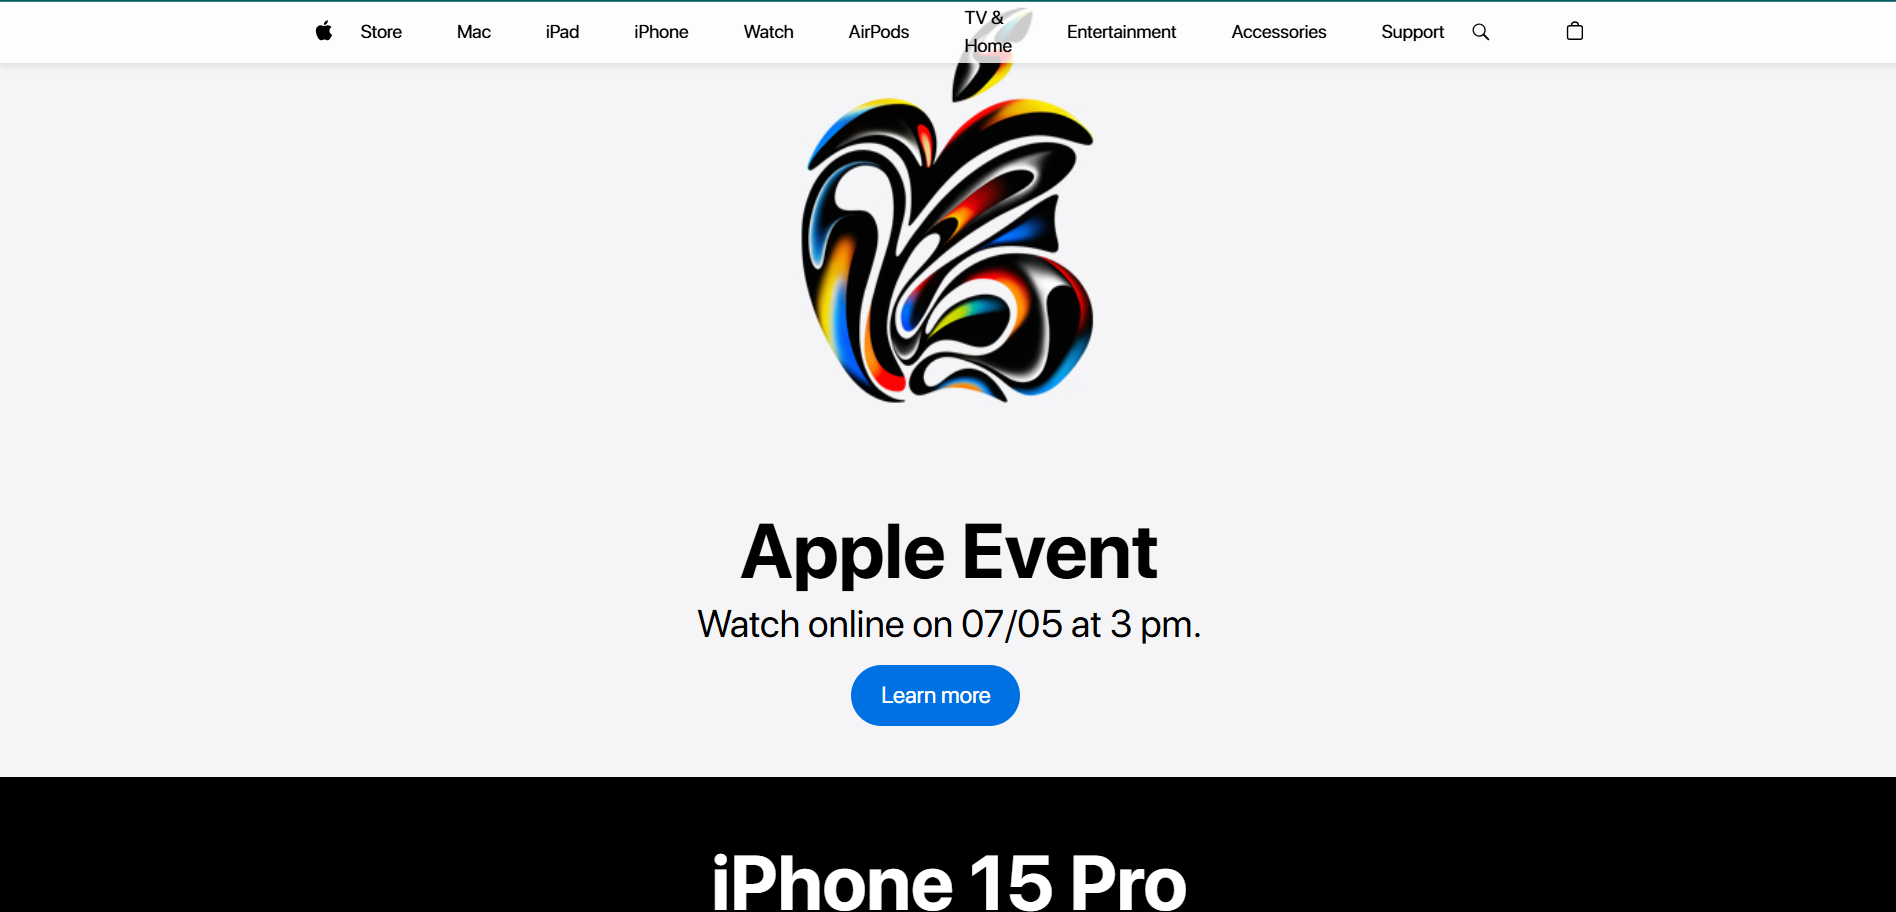 Store Mac iPad iPhone Watch AirPods TV & Home Entertainment Accessories Support
Apple Event
Watch online on 07/05 at 3 pm.
Learn more
iPhone 15 Pro